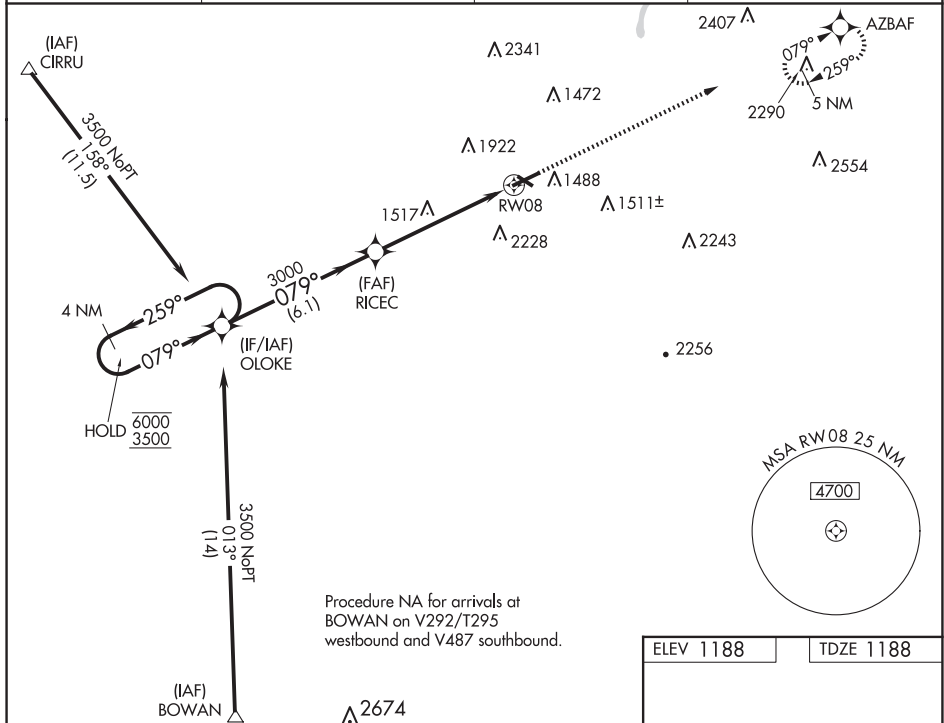 2407
AZBAF
(IAF)
CIRRU
2341
079°
259°
5 NM
2290
1472
3500 NoPT
158°
(11.5)
1922
2554
1488
RW08
1511±
1517
2228
2243
3000
079°
(6.1)
(FAF)
RICEC
4 NM
259°
079°
(IF/IAF)
OLOKE
2256
HOLD 6000
3500
MSA RW08 25 NM
4700
3500 NoPT
013°
(14)
Procedure NA for arrivals at
BOWAN on V292/T295
westbound and V487 southbound.
ELEV 1188
TDZE 1188
(IAF)
BOWAN
2674